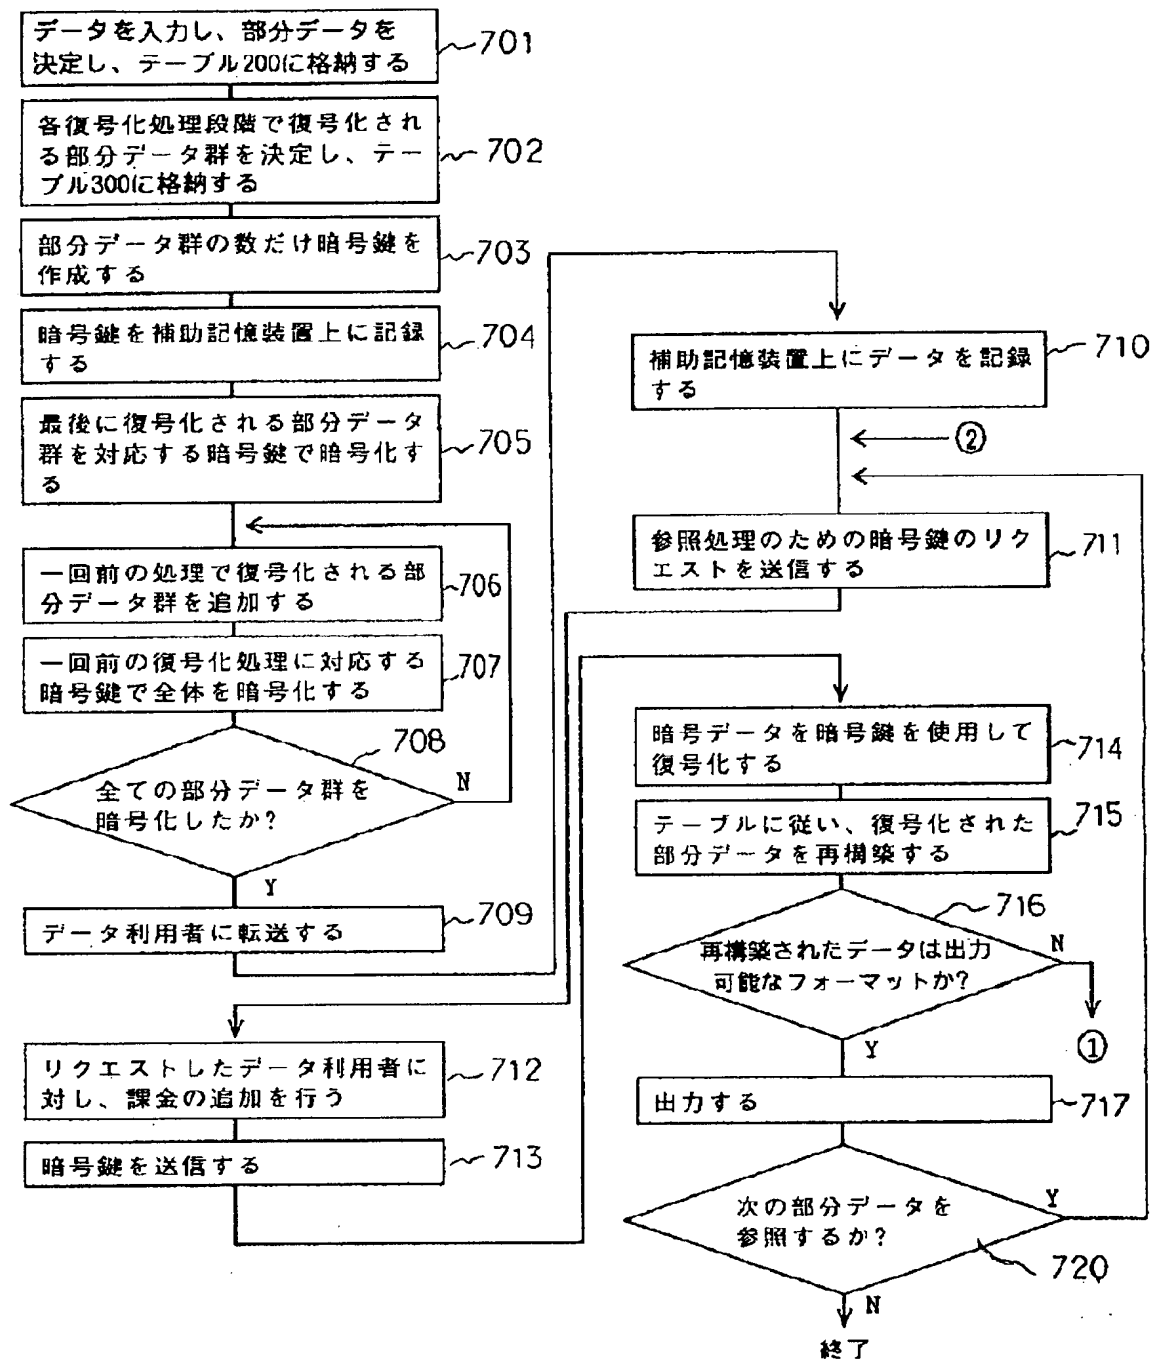 データを入力し、部分データを
決定し、テーブル200に格納する
701
各復号化処理段階で復号化され
る部分データ群を決定し、テー
ブル300に格納する
702
部分データ群の数だけ暗号鍵を
作成する
703
暗号鍵を補助記憶装置上に記録
する
704
最後に復号化される部分データ
群を対応する暗号鍵で暗号化す
る
705
一回前の処理で復号化される部
分データ群を追加する
706
一回前の復号化処理に対応する
暗号鍵で全体を暗号化する
707
708
全ての部分データ群を
暗号化したか?
N
Y
データ利用者に転送する
709
補助記憶装置上にデータを記録
する
710
②
参照処理のための暗号鍵のリク
エストを送信する
711
リクエストしたデータ利用者に
対し、課金の追加を行う
712
暗号鍵を送信する
713
暗号データを暗号鍵を使用して
復号化する
714
テーブルに従い、復号化された
部分データを再構築する
715
716
再構築されたデータは出力
可能なフォーマットか?
N
①
Y
出力する
717
次の部分データを
参照するか?
Y
720
N
終了